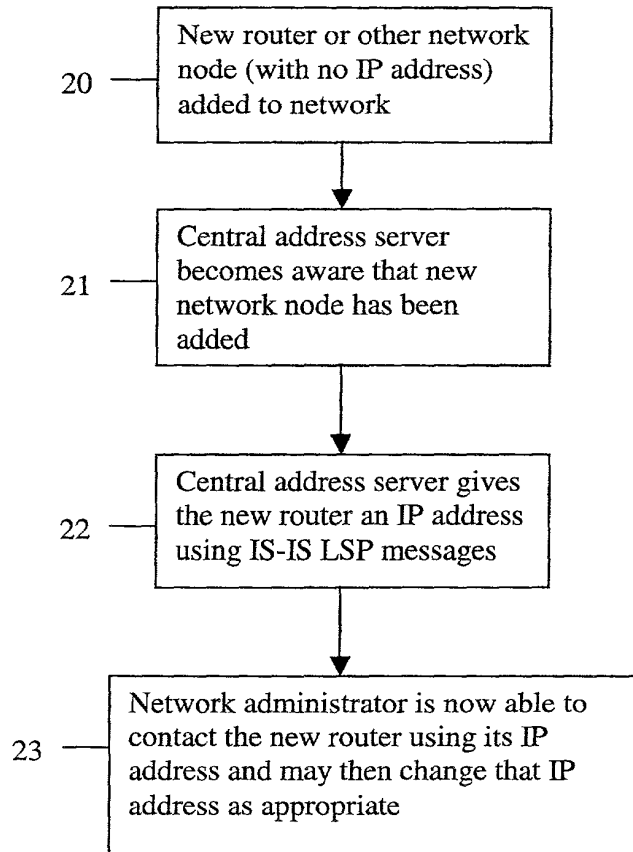 New router or other network
node (with no IP address)
added to network
20
Central address server
becomes aware that new
network node has been
added
21
Central address server gives
the new router an IP address
using IS-IS LSP messages
22
Network administrator is now able to
contact the new router using its IP
address and may then change that IP
address as appropriate
23